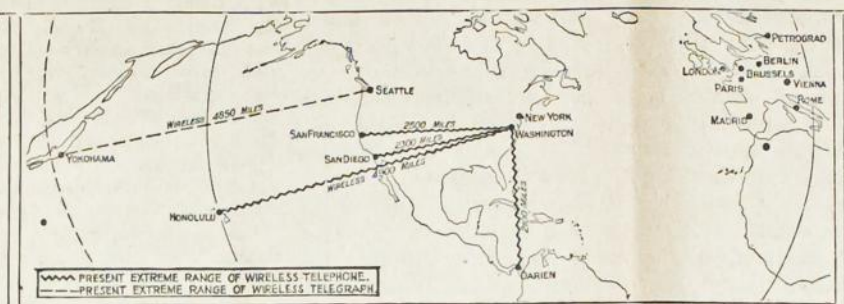 PETROGRAD
BERLIN
LONDON
BRUSSELS
PARIS
VIENNA
ROME
MADRID
SEATTLE
WIRELESS 4850 MILES
NEW YORK
SAN FRANCISCO
2500 MILES
WASHINGTON
YOKOHAMA
SAN DIEGO
2300 MILES
WIRELESS 4900 MILES
HONOLULU
DARIEN
PRESENT EXTREME RANGE OF WIRELESS TELEPHONE.
PRESENT EXTREME RANGE OF WIRELESS TELEGRAPH